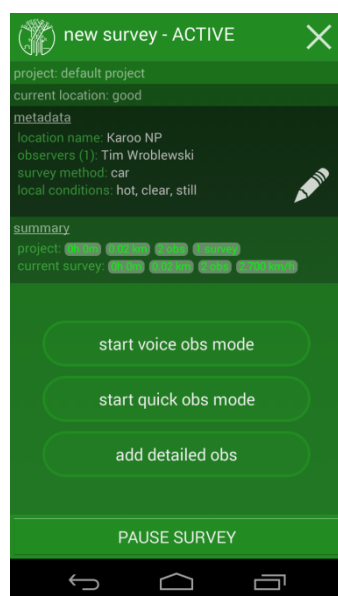 new survey - ACTIVE
project: default project
current location: good
metadata
location name: Karoo NP
observers (1): Tim Wroblewski
survey method: car
local conditions: hot, clear, still
summary
project: 0h 0m 0.02 km 2 obs 1 survey
current survey: 0h 0m 0.02 km 2 obs 2.700 km/h
start voice obs mode
start quick obs mode
add detailed obs
PAUSE SURVEY